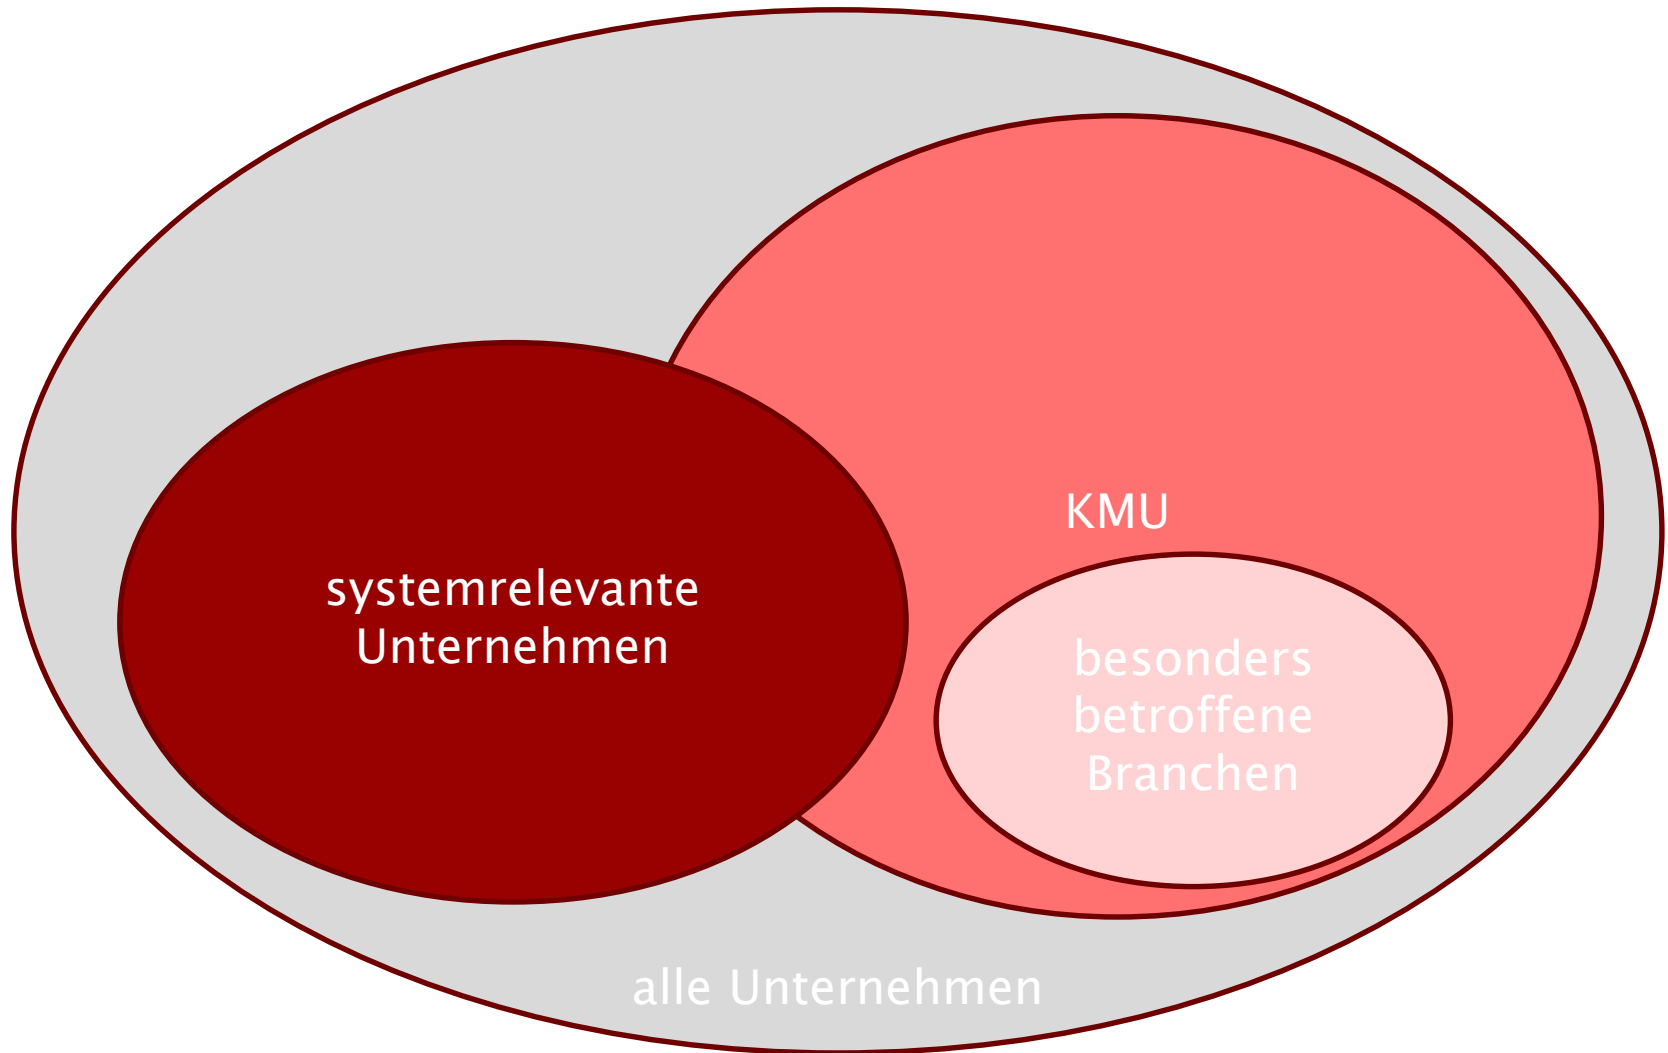 KMU
systemrelevante
Unternehmen
besonders
betroffene
Branchen
alle Unternehmen